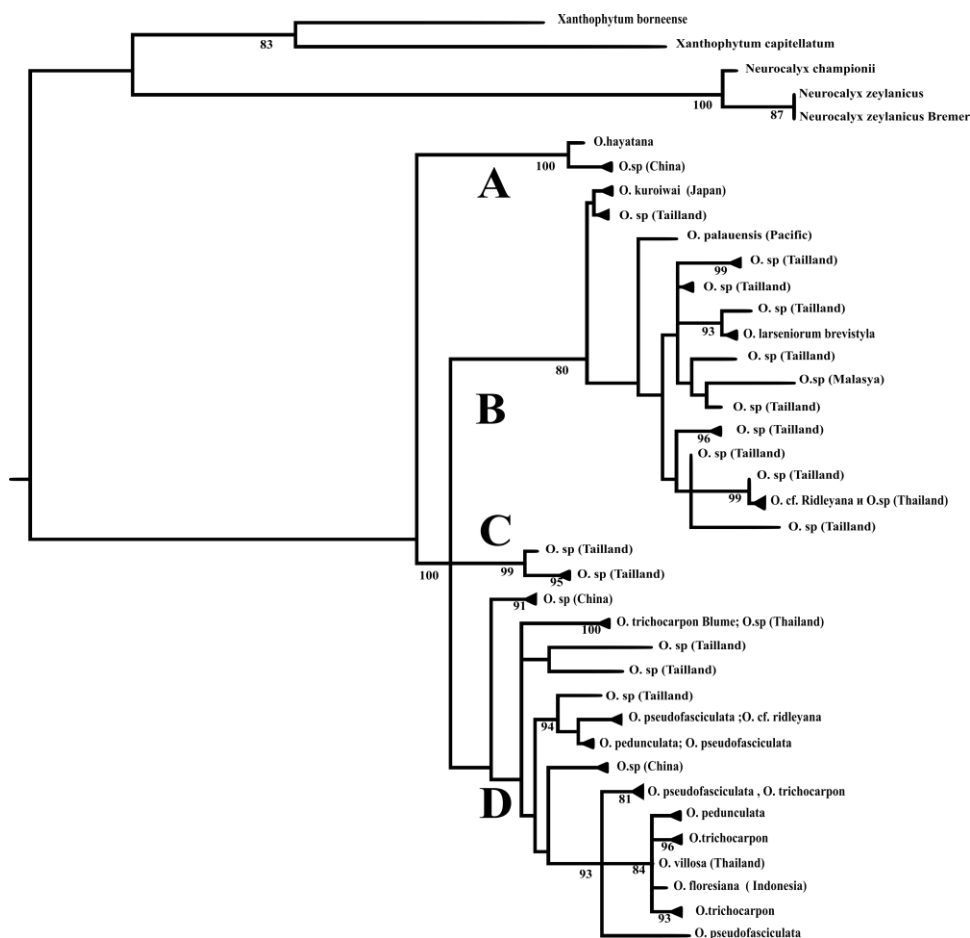 Xanthophytum borneense
83
Xanthophytum capitellatum
Neurocalyx championii
Neurocalyx zeylanicus
100
87
Neurocalyx zeylanicus Bremer
O.hayatana
100
O.sp (China)
A
O. kuroiwai (Japan)
O. sp (Tailland)
O. palauensis (Pacific)
O. sp (Tailland)
99
O. sp (Tailland)
O. sp (Tailland)
93
O. larseniorum brevistyla
O. sp (Tailland)
80
O.sp (Malasya)
B
O. sp (Tailland)
O. sp (Tailland)
96
O. sp (Tailland)
O. sp (Tailland)
99
O. cf. Ridleyana и O.sp (Thailand)
O. sp (Tailland)
C
O. sp (Tailland)
100
99
95
O. sp (Tailland)
O. sp (China)
91
O. trichocarpon Blume; O.sp (Thailand)
100
O. sp (Tailland)
O. sp (Tailland)
O. sp (Tailland)
O. pseudofasciculata ;O. cf. ridleyana
94
O. pedunculata; O. pseudofasciculata
O.sp (China)
D
O. pseudofasciculata , O. trichocarpon
81
O. pedunculata
O.trichocarpon
96
O. villosa (Thailand)
93
84
O. floresiana ( Indonesia)
O.trichocarpon
93
O. pseudofasciculata